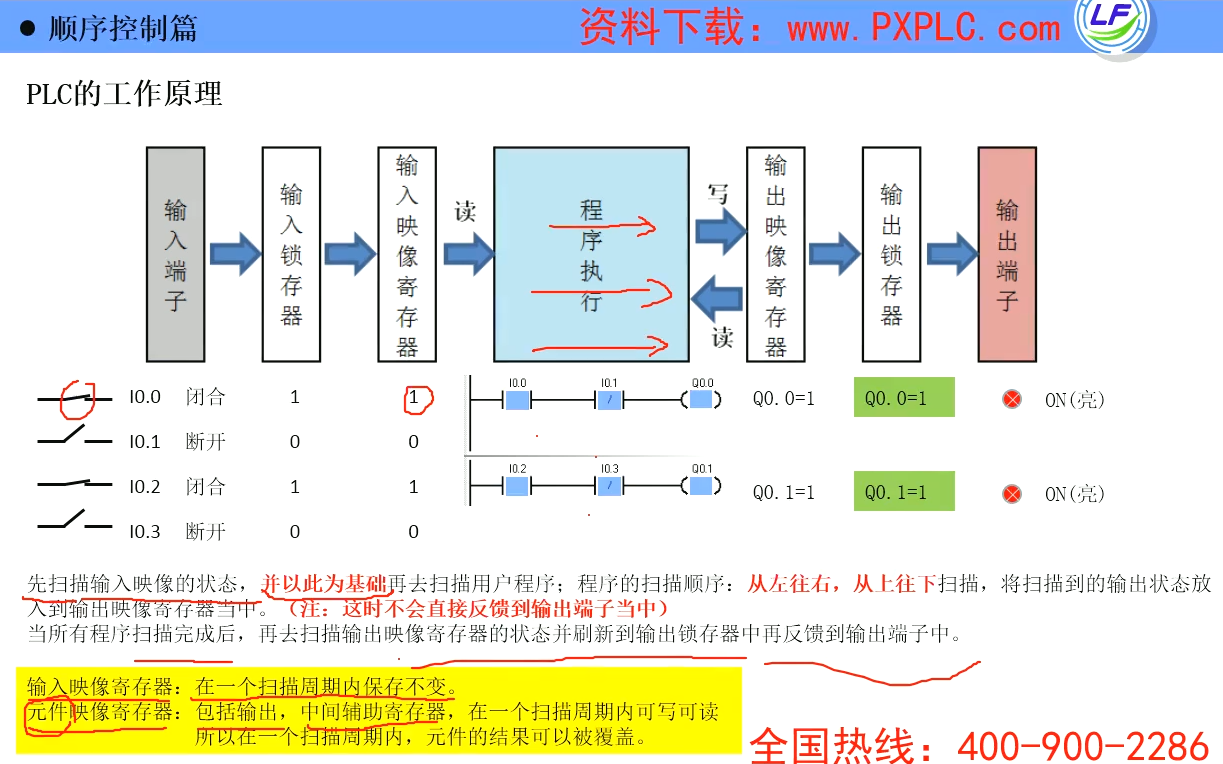 ● 顺序控制篇
资料下载：www.PXPLC.com
LF
PLC的工作原理
输入端子
输入锁存器
输入映像寄存器
读
程序执行
写
读
输出映像寄存器
输出锁存器
输出端子
I0.0 闭合 1 1
I0.1 断开 0 0
I0.2 闭合 1 1
I0.3 断开 0 0
I0.0 I0.1 Q0.0
Q0.0=1 Q0.0=1 ON(亮)
I0.2 I0.3 Q0.1
Q0.1=1 Q0.1=1 ON(亮)
先扫描输入映像的状态，并以此为基础再去扫描用户程序；程序的扫描顺序：从左往右，从上往下扫描，将扫描到的输出状态放
入到输出映像寄存器当中。（注：这时不会直接反馈到输出端子当中）
当所有程序扫描完成后，再去扫描输出映像寄存器的状态并刷新到输出锁存器中再反馈到输出端子中。
输入映像寄存器：在一个扫描周期内保存不变。
元件映像寄存器：包括输出，中间辅助寄存器，在一个扫描周期内可写可读
所以在一个扫描周期内，元件的结果可以被覆盖。
全国热线：400-900-2286